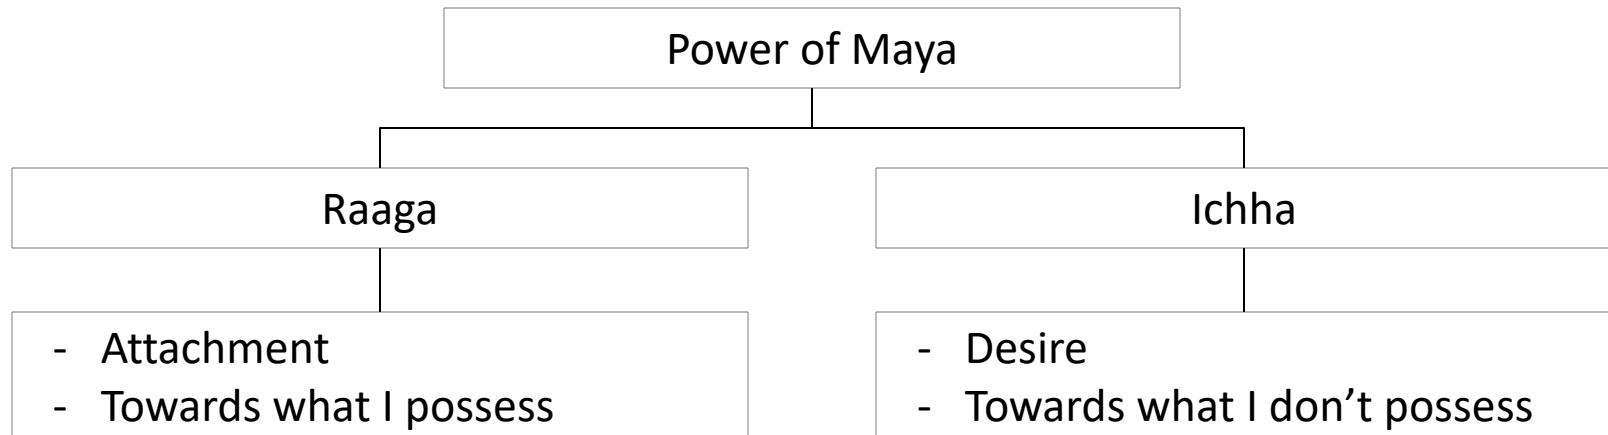 Power of Maya
Raaga
Ichha
- Attachment
- Towards what I possess
- Desire
- Towards what I don’t possess